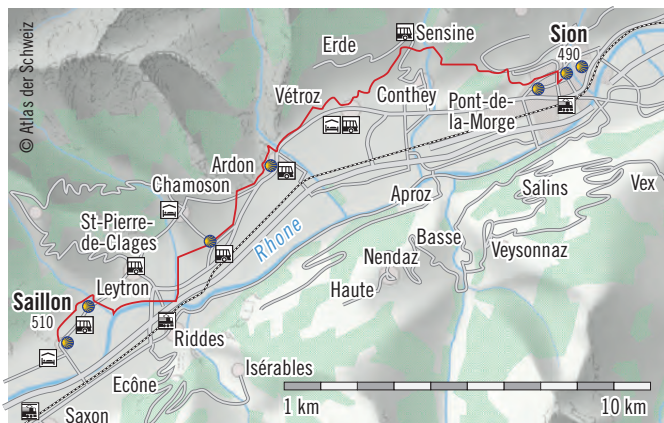 © Atlas der Schweiz
Erde
Sensine
Sion
490
Vétroz
Conthey
Pont-de-
la-Morge
Ardon
Chamoson
Aproz
Salins
Vex
St-Pierre-
de-Clages
Rhone
Basse
Veysonnaz
Nendaz
Leytron
Haute
Saillon
510
Riddes
Isérables
Ecône
Saxon
1 km
10 km